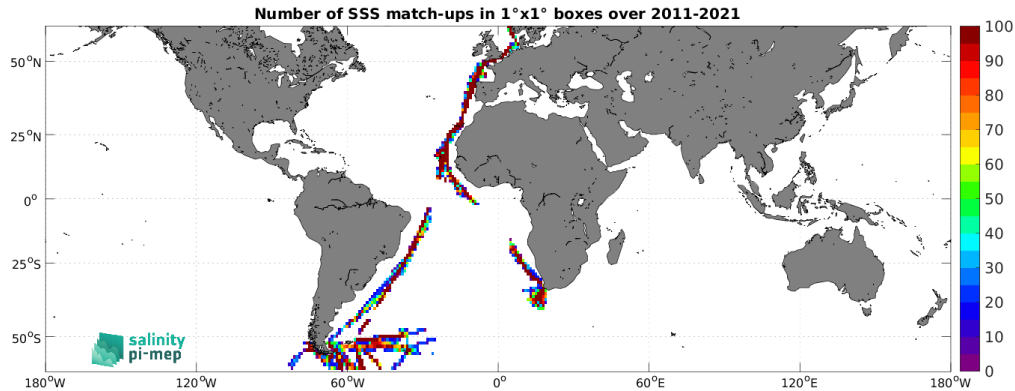 Number of SSS match-ups in 1°x1° boxes over 2011-2021
50°N
25°N
0°
25°S
50°S
180°W 120°W 60°W 0° 60°E 120°E 180°W
100
90
80
70
60
50
40
30
20
10
0
salinity
pi-mep